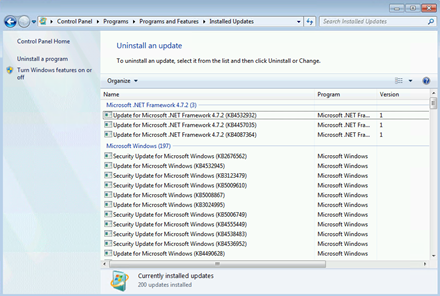 Control Panel ▸ Programs ▸ Programs and Features ▸ Installed Updates
Search Installed Updates
Control Panel Home
Uninstall a program
Turn Windows features on or off
Uninstall an update
To uninstall an update, select it from the list and then click Uninstall or Change.
Organize
Name Program Version
Microsoft .NET Framework 4.7.2 (3)
Update for Microsoft .NET Framework 4.7.2 (KB4532932) Microsoft .NET Fra... 1
Update for Microsoft .NET Framework 4.7.2 (KB4457035) Microsoft .NET Fra... 1
Update for Microsoft .NET Framework 4.7.2 (KB4087364) Microsoft .NET Fra... 1
Microsoft Windows (197)
Security Update for Microsoft Windows (KB2676562) Microsoft Windows
Update for Microsoft Windows (KB4532945) Microsoft Windows
Security Update for Microsoft Windows (KB3123479) Microsoft Windows
Security Update for Microsoft Windows (KB5009610) Microsoft Windows
Update for Microsoft Windows (KB5008867) Microsoft Windows
Update for Microsoft Windows (KB3024995) Microsoft Windows
Security Update for Microsoft Windows (KB5006749) Microsoft Windows
Security Update for Microsoft Windows (KB4555449) Microsoft Windows
Security Update for Microsoft Windows (KB4538483) Microsoft Windows
Security Update for Microsoft Windows (KB4536952) Microsoft Windows
Update for Microsoft Windows (KB4490628) Microsoft Windows
Currently installed updates
200 updates installed